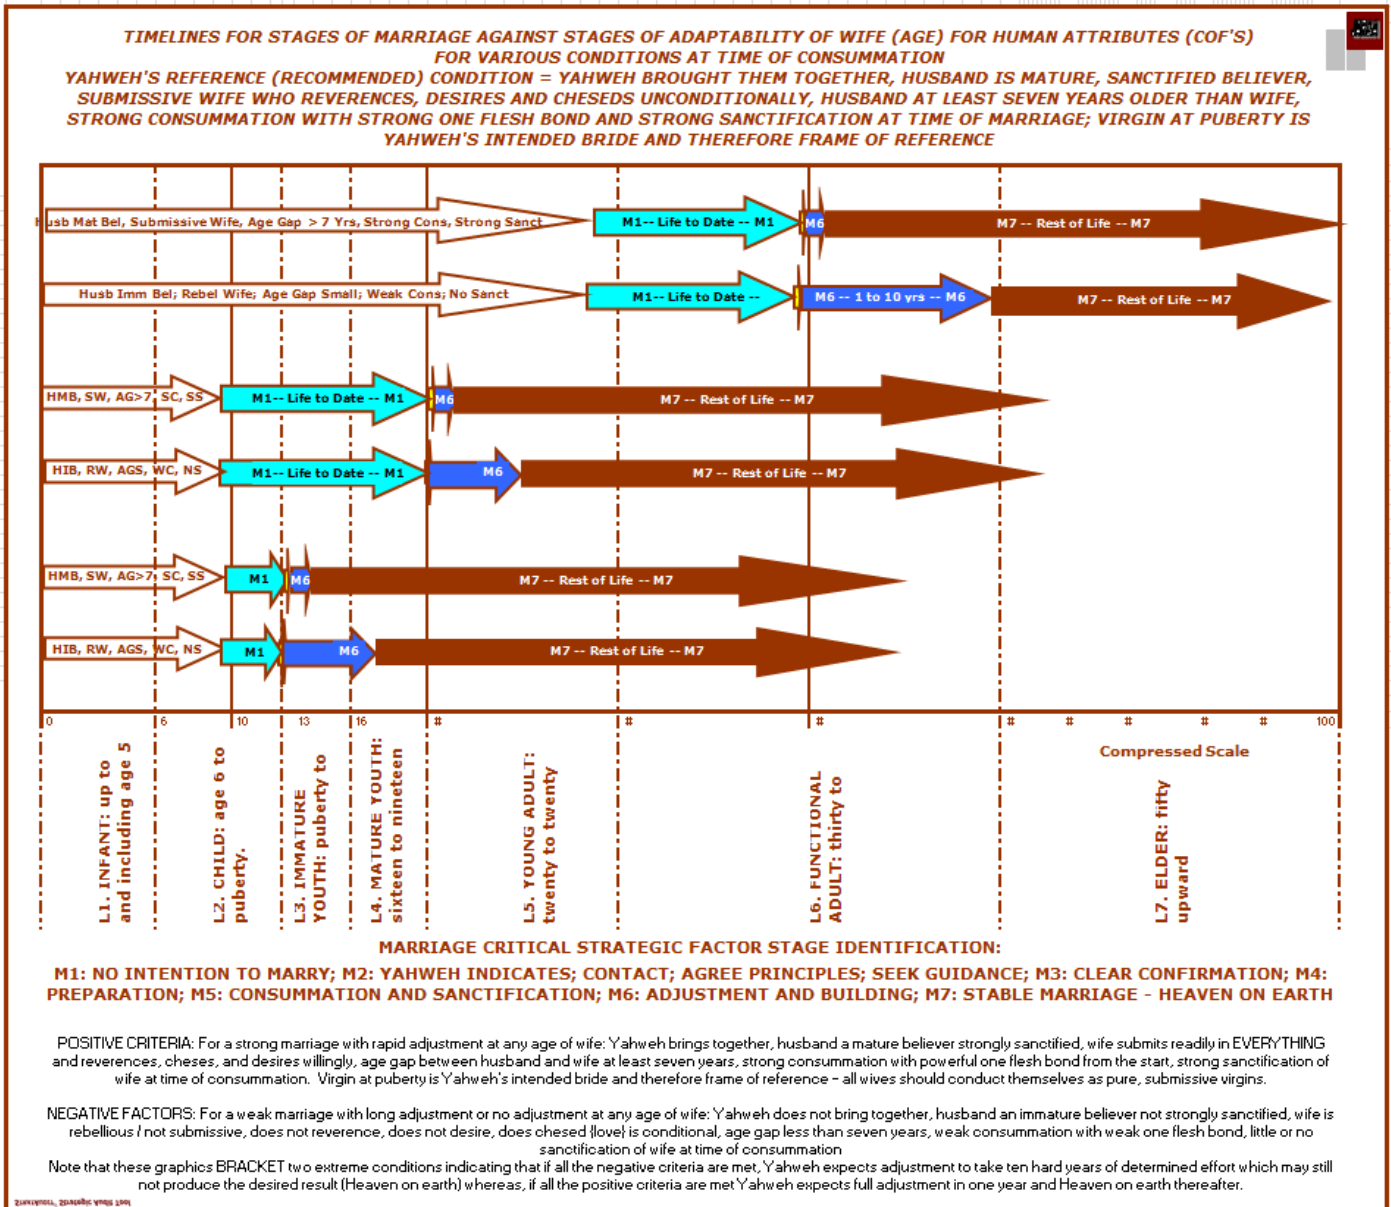 TIMELINES FOR STAGES OF MARRIAGE AGAINST STAGES OF ADAPTABILITY OF WIFE (AGE) FOR HUMAN ATTRIBUTES (COF'S)
FOR VARIOUS CONDITIONS AT TIME OF CONSUMMATION
YAHWEH'S REFERENCE (RECOMMENDED) CONDITION = YAHWEH BROUGHT THEM TOGETHER, HUSBAND IS MATURE, SANCTIFIED BELIEVER,
SUBMISSIVE WIFE WHO REVERENCES, DESIRES AND CHESEDS UNCONDITIONALLY, HUSBAND AT LEAST SEVEN YEARS OLDER THAN WIFE,
STRONG CONSUMMATION WITH STRONG ONE FLESH BOND AND STRONG SANCTIFICATION AT TIME OF MARRIAGE; VIRGIN AT PUBERTY IS
YAHWEH'S INTENDED BRIDE AND THEREFORE FRAME OF REFERENCE
Husb Mat Bel, Submissive Wife, Age Gap > 7 Yrs, Strong Cons, Strong Sanct
M1-- Life to Date -- M1
M6
M7 -- Rest of Life -- M7
Husb Imm Bel; Rebel Wife; Age Gap Small; Weak Cons; No Sanct
M1-- Life to Date --
M6 -- 1 to 10 yrs -- M6
M7 -- Rest of Life -- M7
HMB, SW, AG>7, SC, SS
M1-- Life to Date -- M1
M6
M7 -- Rest of Life -- M7
HIB, RW, AGS, WC, NS
M1-- Life to Date -- M1
M6
M7 -- Rest of Life -- M7
HMB, SW, AG>7, SC, SS
M1
M6
M7 -- Rest of Life -- M7
HIB, RW, AGS, WC, NS
M1
M6
M7 -- Rest of Life -- M7
0 6 10 13 16 # # # # # # # # 100
Compressed Scale
L1. INFANT: up to
and including age 5
L2. CHILD: age 6 to
puberty.
L3. IMMATURE
YOUTH: puberty to
L4. MATURE YOUTH:
sixteen to nineteen
L5. YOUNG ADULT:
twenty to twenty
L6. FUNCTIONAL
ADULT: thirty to
L7. ELDER: fifty
upward
MARRIAGE CRITICAL STRATEGIC FACTOR STAGE IDENTIFICATION:
M1: NO INTENTION TO MARRY; M2: YAHWEH INDICATES; CONTACT; AGREE PRINCIPLES; SEEK GUIDANCE; M3: CLEAR CONFIRMATION; M4:
PREPARATION; M5: CONSUMMATION AND SANCTIFICATION; M6: ADJUSTMENT AND BUILDING; M7: STABLE MARRIAGE - HEAVEN ON EARTH
POSITIVE CRITERIA: For a strong marriage with rapid adjustment at any age of wife: Yahweh brings together, husband a mature believer strongly sanctified, wife submits readily in EVERYTHING
and reverences, cheses, and desires willingly, age gap between husband and wife at least seven years, strong consummation with powerful one flesh bond from the start, strong sanctification of
wife at time of consummation. Virgin at puberty is Yahweh's intended bride and therefore frame of reference - all wives should conduct themselves as pure, submissive virgins.
NEGATIVE FACTORS: For a weak marriage with long adjustment or no adjustment at any age of wife: Yahweh does not bring together, husband an immature believer not strongly sanctified, wife is
rebellious / not submissive, does not reverence, does not desire, does chesed {love} is conditional, age gap less than seven years, weak consummation with weak one flesh bond, little or no
sanctification of wife at time of consummation
Note that these graphics BRACKET two extreme conditions indicating that if all the negative criteria are met, Yahweh expects adjustment to take ten hard years of determined effort which may still
not produce the desired result (Heaven on earth) whereas, if all the positive criteria are met Yahweh expects full adjustment in one year and Heaven on earth thereafter.
Strategic Audit Tool